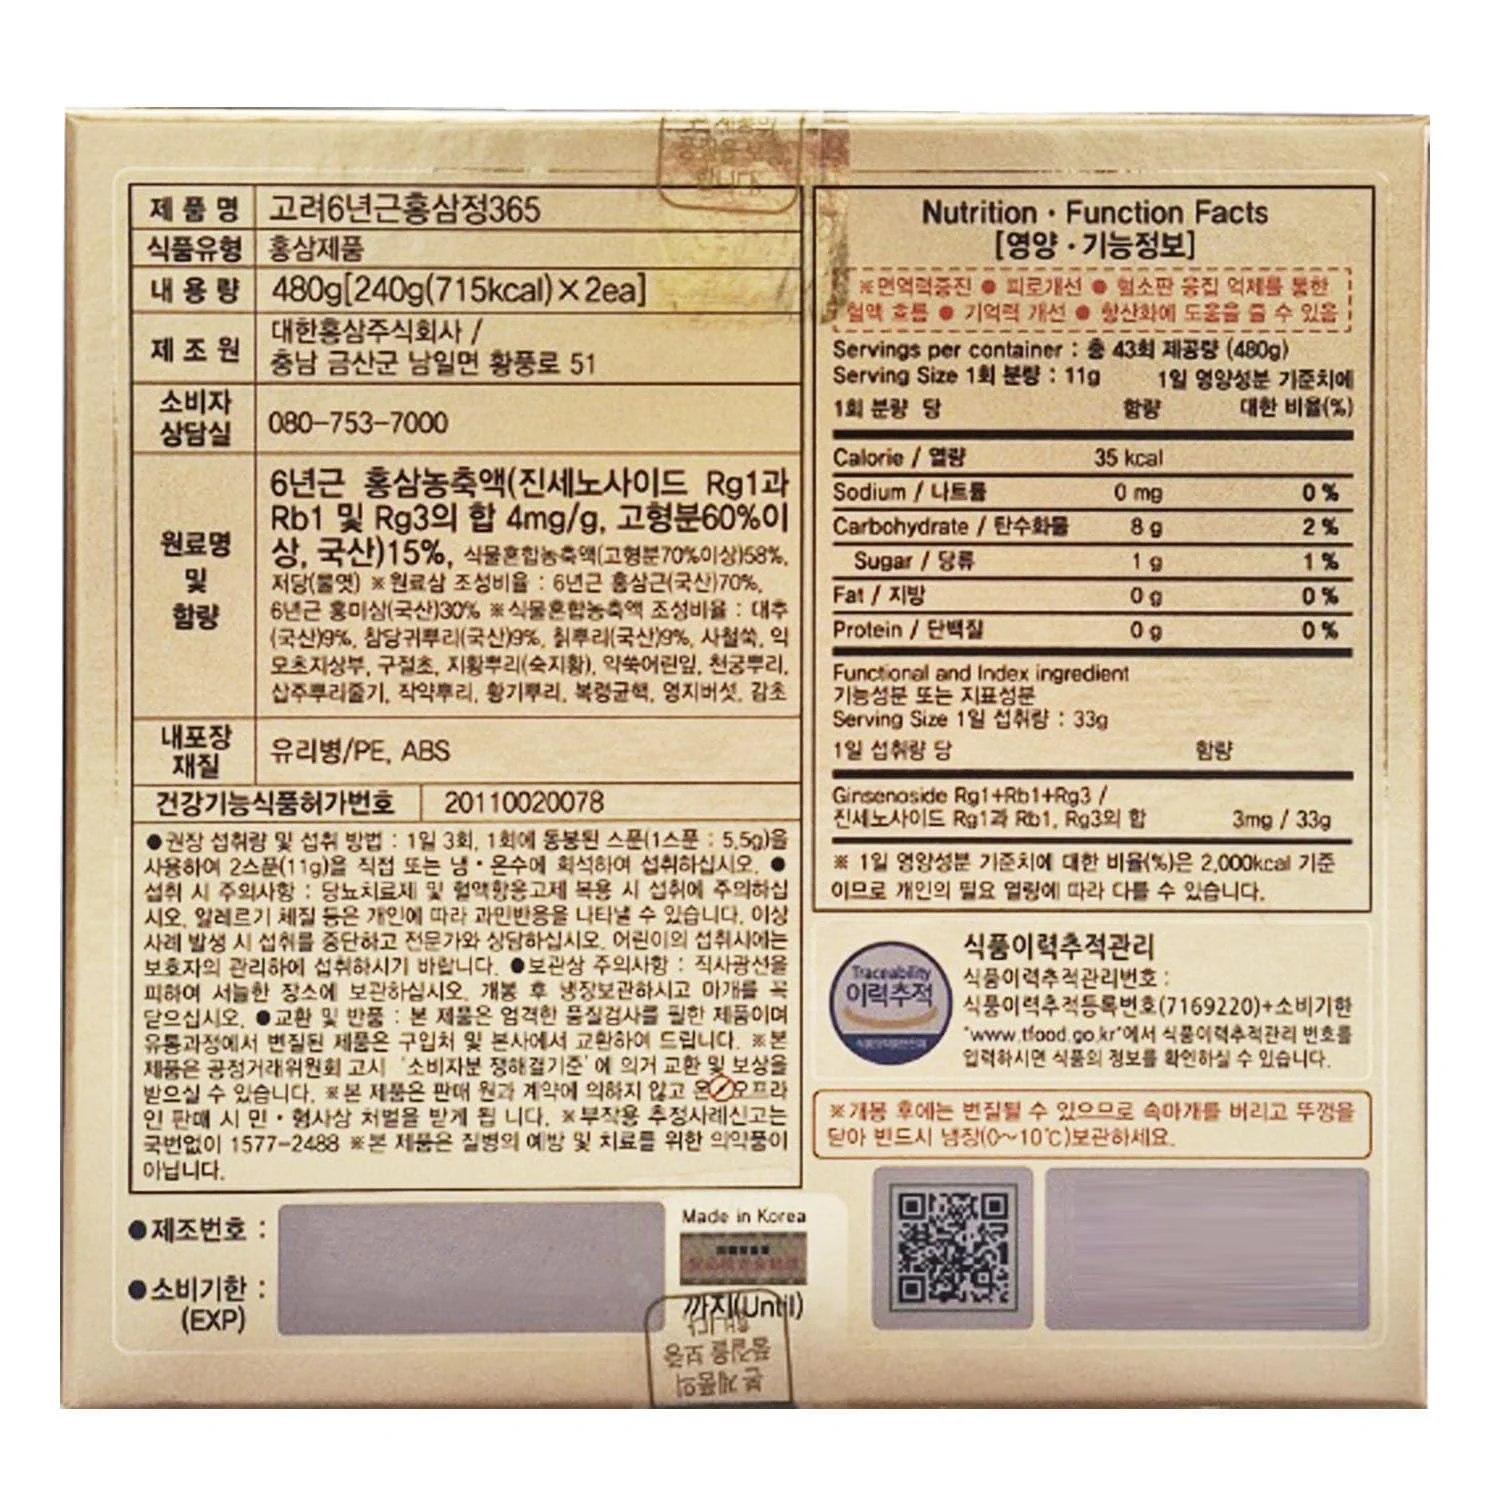 제 품 명 고려6년근홍삼정365
식품유형 홍삼제품
내 용 량 480g[240g(715kcal)×2ea]
제 조 원 대한홍삼주식회사 /
충남 금산군 남일면 황풍로 51
소비자
상담실
080-753-7000
원료명
및
함량
6년근 홍삼농축액(진세노사이드 Rg1과
Rb1 및 Rg3의 합 4mg/g, 고형분60%이
상, 국산)15%, 식물혼합농축액(고형분70%이상)58%,
저당(물엿) ※원료삼 조성비율 : 6년근 홍삼근(국산)70%,
6년근 홍미삼(국산)30% ※식물혼합농축액 조성비율 : 대추
(국산)9%, 참당귀뿌리(국산)9%, 칡뿌리(국산)9%, 사철쑥, 익
모초지상부, 구절초, 지황뿌리(숙지황), 약쑥어린잎, 천궁뿌리,
삽주뿌리줄기, 작약뿌리, 황기뿌리, 복령균핵, 영지버섯, 감초
내포장
재질
유리병/PE, ABS
건강기능식품허가번호 20110020078
●권장 섭취량 및 섭취 방법 : 1일 3회, 1회에 동봉된 스푼(1스푼 : 5.5g)을
사용하여 2스푼(11g)을 직접 또는 냉・온수에 희석하여 섭취하십시오. ●
섭취 시 주의사항 : 당뇨치료제 및 혈액항응고제 복용 시 섭취에 주의하십
시오. 알레르기 체질 등은 개인에 따라 과민반응을 나타낼 수 있습니다. 이상
사례 발생 시 섭취를 중단하고 전문가와 상담하십시오. 어린이의 섭취시에는
보호자의 관리하에 섭취하시기 바랍니다. ●보관상 주의사항 : 직사광선을
피하여 서늘한 장소에 보관하십시오. 개봉 후 냉장보관하시고 마개를 꼭
닫으십시오. ●교환 및 반품 : 본 제품은 엄격한 품질검사를 필한 제품이며
유통과정에서 변질된 제품은 구입처 및 본사에서 교환하여 드립니다. ※본
제품은 공정거래위원회 고시 '소비자분쟁해결기준'에 의거 교환 및 보상을
받으실 수 있습니다. ※본 제품은 판매 원과 계약에 의하지 않고 온 오프라
인 판매 시 민・형사상 처벌을 받게 됩 니다. ※부작용 추정사례신고는
국번없이 1577-2488 ※본 제품은 질병의 예방 및 치료를 위한 의약품이
아닙니다.
●제조번호 :
●소비기한 :
(EXP)
Made in Korea
까지(Until)
합니다
품질을 보증
본 제품의
Nutrition・Function Facts
[영양・기능정보]
※면역력증진 ● 피로개선 ● 혈소판 응집 억제를 통한
혈액 흐름 ● 기억력 개선 ● 항산화에 도움을 줄 수 있음
Servings per container : 총 43회 제공량 (480g)
Serving Size 1회 분량 : 11g 1일 영양성분 기준치에
1회 분량 당 함량 대한 비율(%)
Calorie / 열량 35 kcal
Sodium / 나트륨 0 mg 0 %
Carbohydrate / 탄수화물 8 g 2 %
Sugar / 당류 1 g 1 %
Fat / 지방 0 g 0 %
Protein / 단백질 0 g 0 %
Functional and Index ingredient
기능성분 또는 지표성분
Serving Size 1일 섭취량 : 33g
1일 섭취량 당 함량
Ginsenoside Rg1+Rb1+Rg3 /
진세노사이드 Rg1과 Rb1, Rg3의 합 3mg / 33g
※ 1일 영양성분 기준치에 대한 비율(%)은 2,000kcal 기준
이므로 개인의 필요 열량에 따라 다를 수 있습니다.
Traceability
이력추적
식품이력추적관리
식품이력추적관리번호 :
식품이력추적등록번호(7169220)+소비기한
"www.tfood.go.kr"에서 식품이력추적관리 번호를
입력하시면 식품의 정보를 확인하실 수 있습니다.
※개봉 후에는 변질될 수 있으므로 속마개를 버리고 뚜껑을
닫아 반드시 냉장(0~10℃)보관하세요.